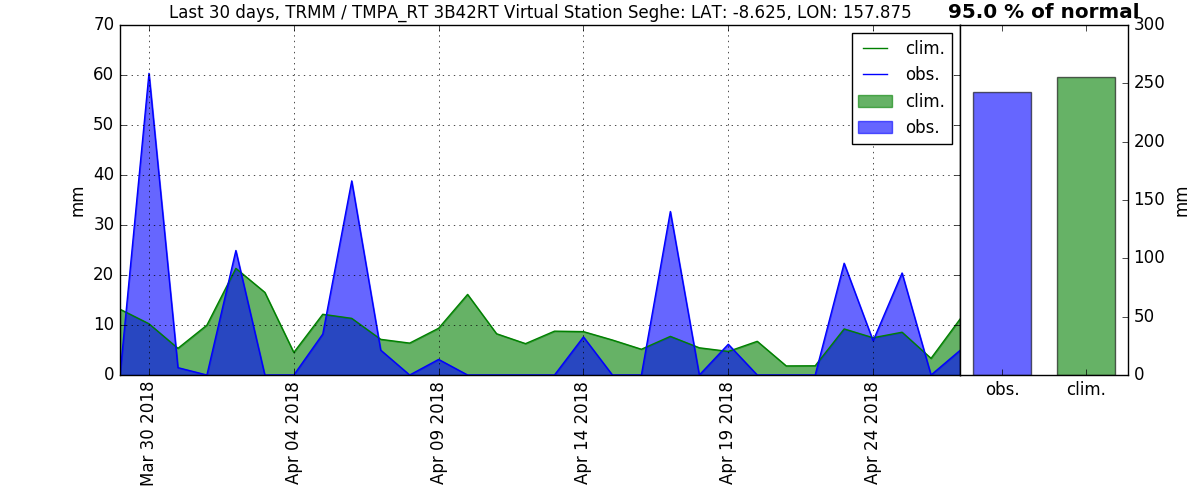 Last 30 days, TRMM / TMPA_RT 3B42RT Virtual Station Seghe: LAT: -8.625, LON: 157.875
95.0 % of normal
70
60
50
40
30
20
10
0
mm
clim.
obs.
clim.
obs.
300
250
200
150
100
50
0
mm
obs.
clim.
Mar 30 2018
Apr 04 2018
Apr 09 2018
Apr 14 2018
Apr 19 2018
Apr 24 2018